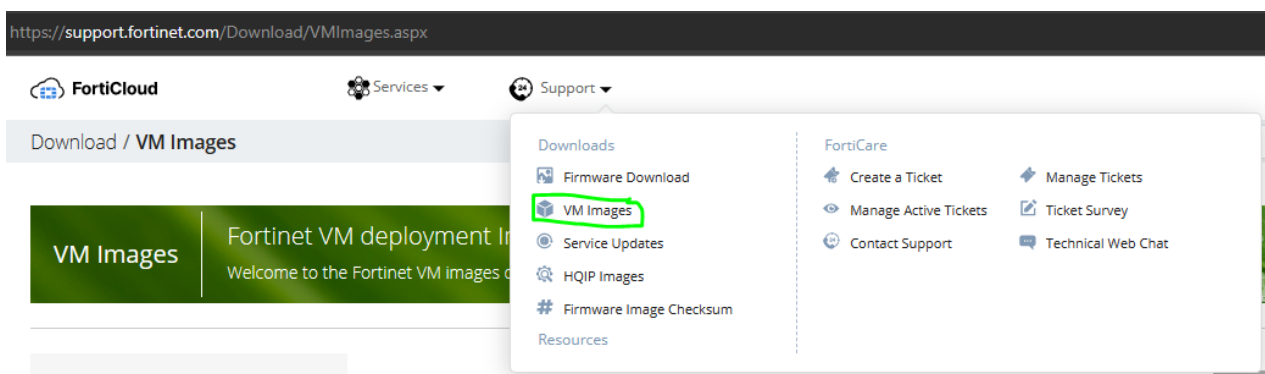 https://support.fortinet.com/Download/VMImages.aspx
FortiCloud
Services
Support
Download / VM Images
VM Images
Fortinet VM deployment
Welcome to the Fortinet VM images
Downloads
Firmware Download
VM Images
Service Updates
HQIP Images
Firmware Image Checksum
Resources
FortiCare
Create a Ticket
Manage Active Tickets
Contact Support
Manage Tickets
Ticket Survey
Technical Web Chat